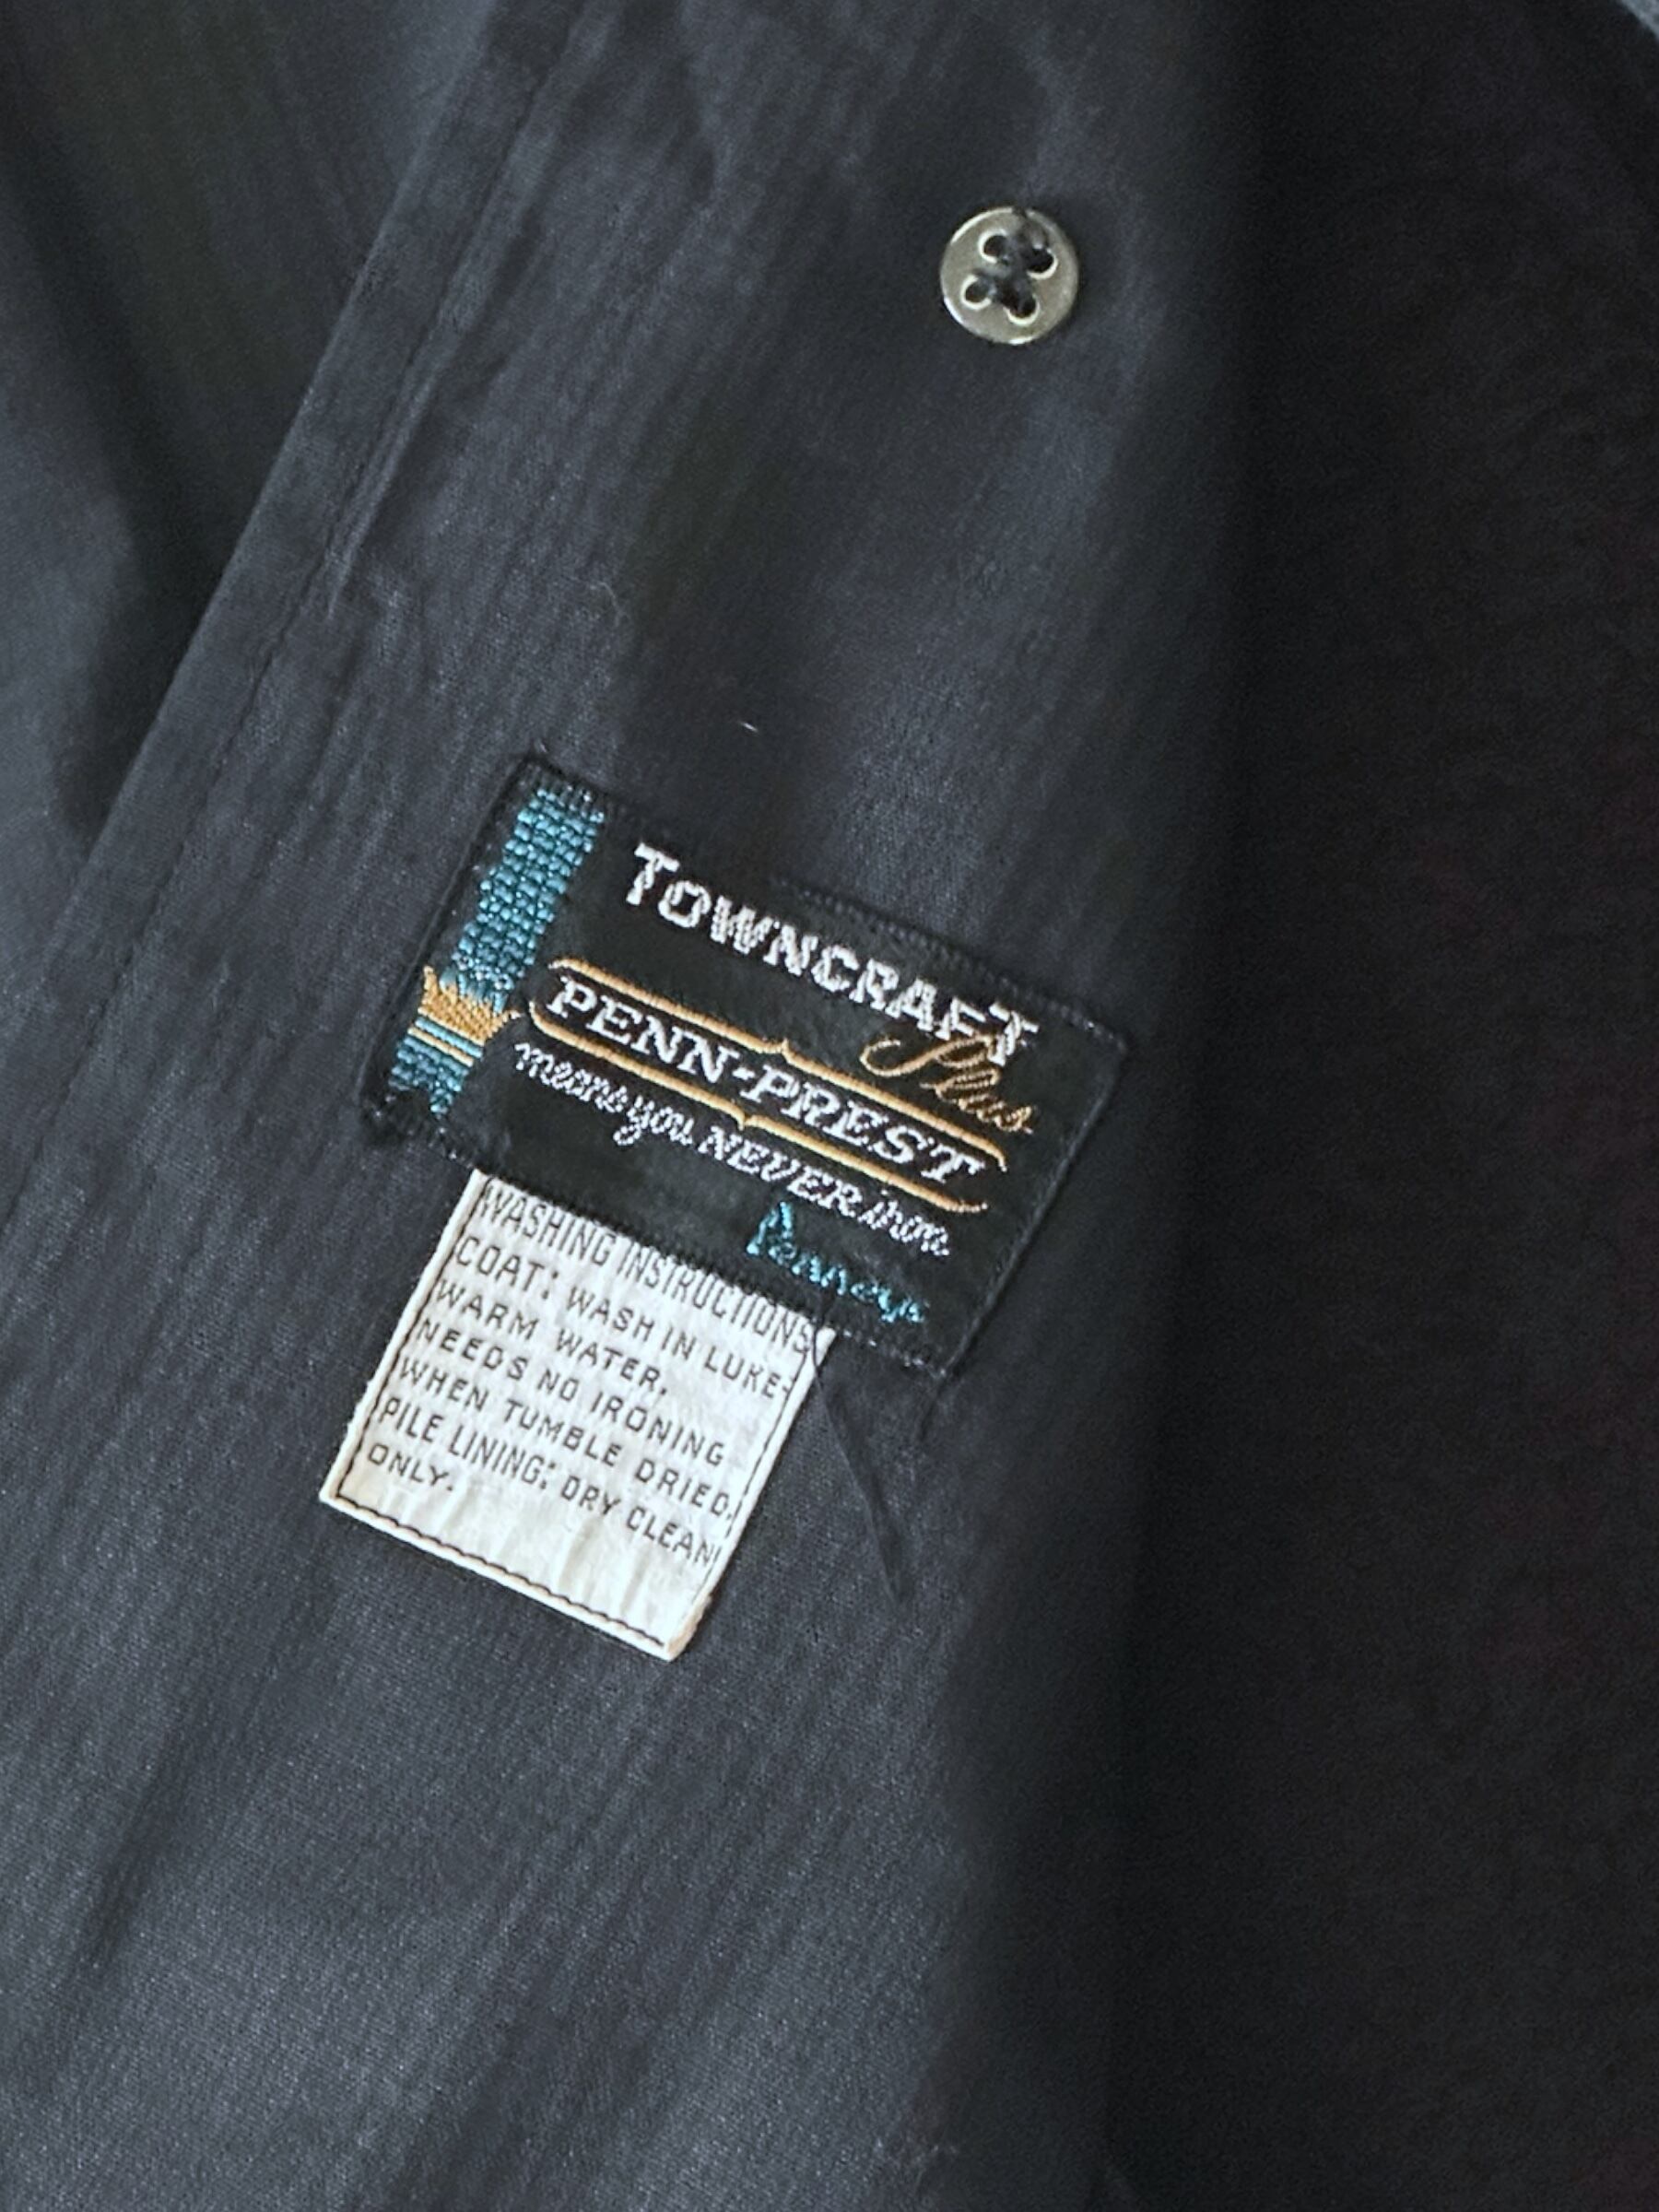 TOWNCRAFT
Plus
PENN-PREST
means you NEVER iron
Penneys
WASHING INSTRUCTIONS
COAT: WASH IN LUKE-
WARM WATER.
NEEDS NO IRONING
WHEN TUMBLE DRIED.
PILE LINING: DRY CLEAN
ONLY.